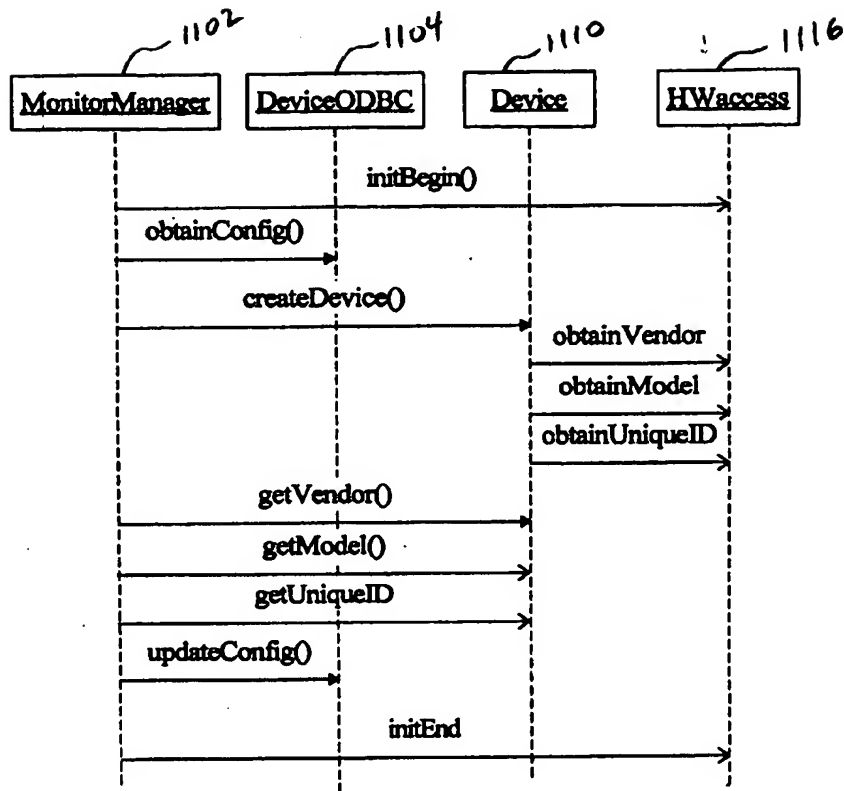 1102 1104 1110 1116
MonitorManager DeviceODBC Device HWaccess
initBegin()
obtainConfig()
createDevice()
obtainVendor
obtainModel
obtainUniqueID
getVendor()
getModel()
getUniqueID
updateConfig()
initEnd